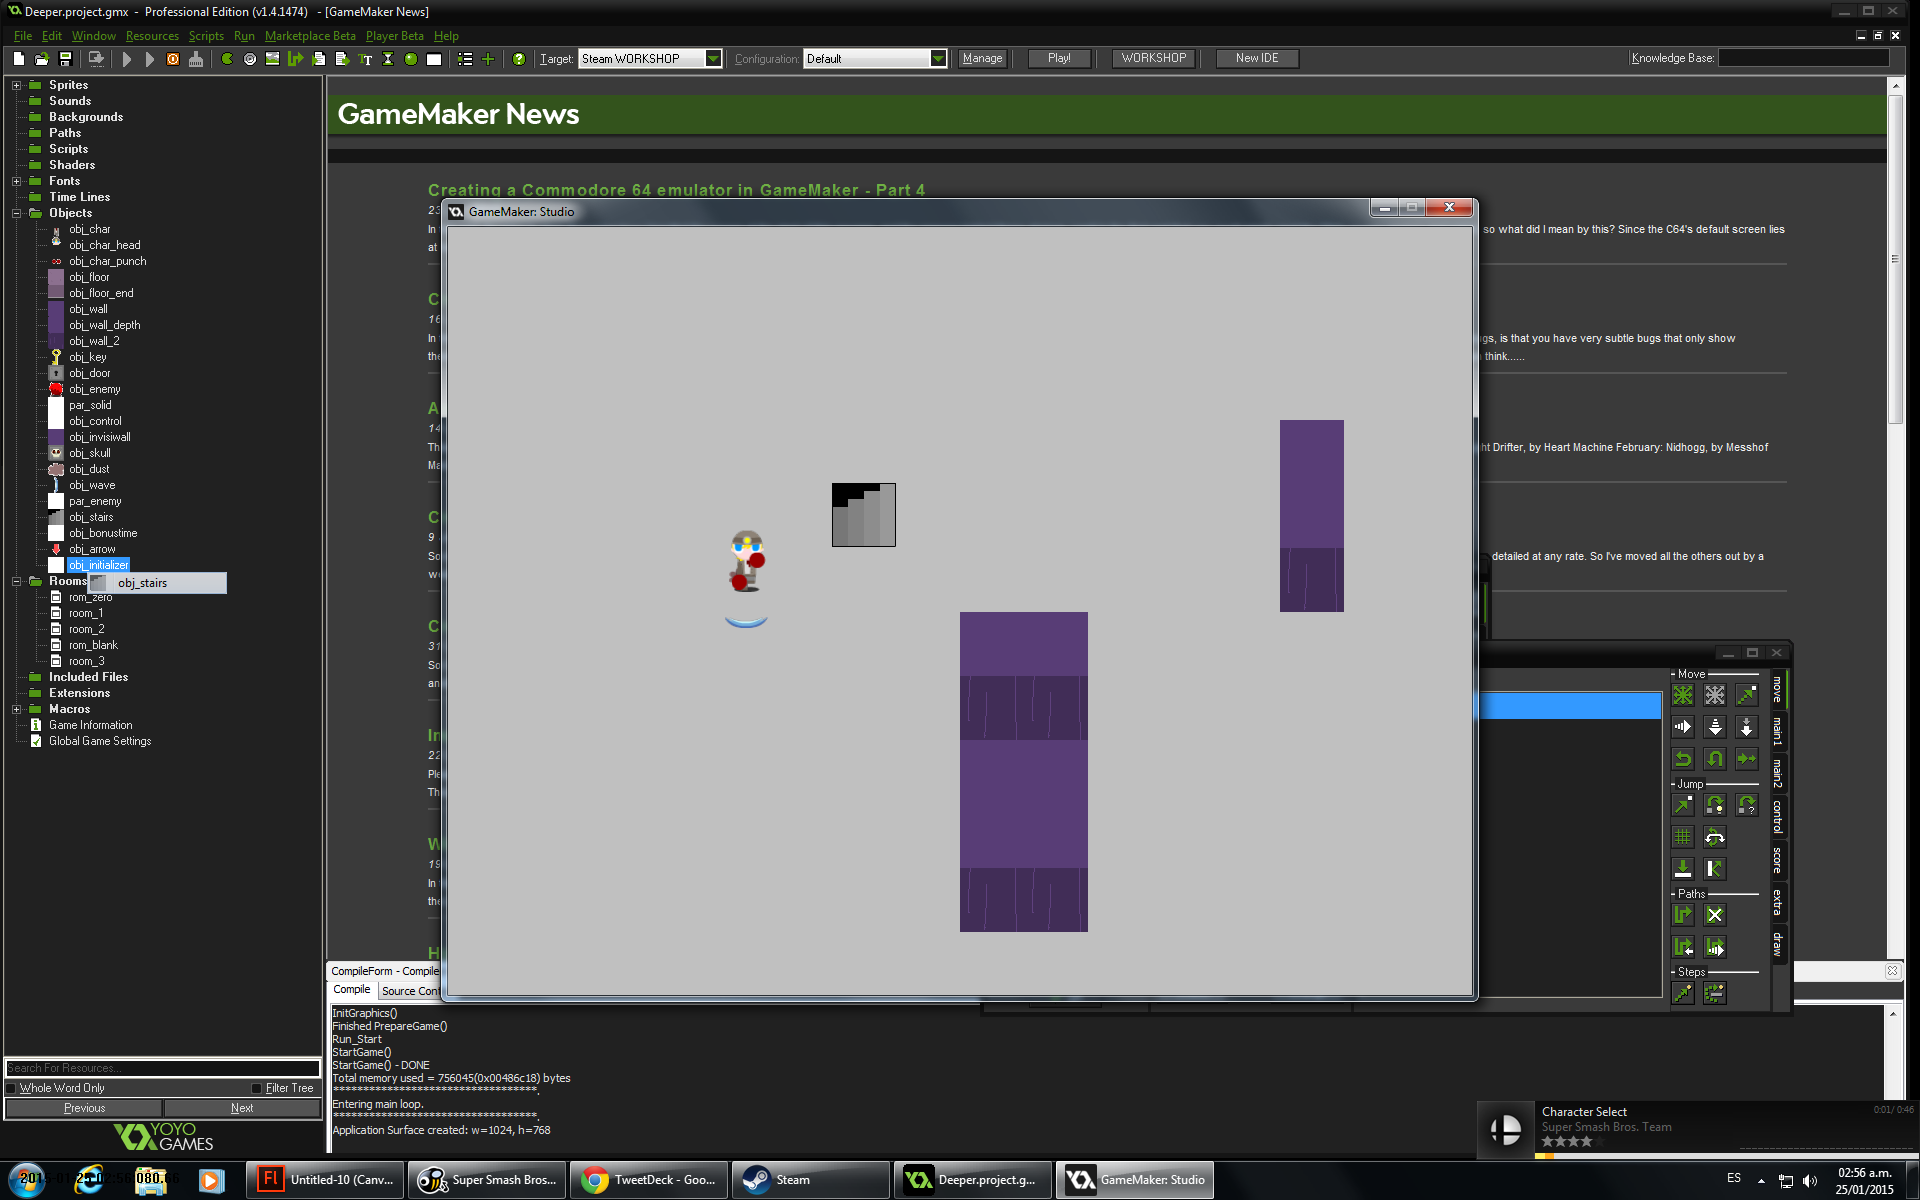 Deeper.project.gmx - Professional Edition (v1.4.1474) - [GameMaker News]
File Edit Window Resources Scripts Run Marketplace Beta Player Beta Help
Target: Steam WORKSHOP Configuration: Default Manage Play! WORKSHOP New IDE Knowledge Base:
Sprites
Sounds
Backgrounds
Paths
Scripts
Shaders
Fonts
Time Lines
Objects
obj_char
obj_char_head
obj_char_punch
obj_floor
obj_floor_end
obj_wall
obj_wall_depth
obj_wall_2
obj_key
obj_door
obj_enemy
par_solid
obj_control
obj_invisiwall
obj_skull
obj_dust
obj_wave
par_enemy
obj_stairs
obj_bonustime
obj_arrow
obj_initializer
Rooms
obj_stairs
rom_zero
room_1
room_2
rom_blank
room_3
Included Files
Extensions
Macros
Game Information
Global Game Settings
Search For Resources...
Whole Word Only Filter Tree
Previous Next
YOYO
GAMES
GameMaker News
Creating a Commodore 64 emulator in GameMaker - Part 4
GameMaker: Studio
so what did I mean by this? Since the C64's default screen lies
at
is that you have very subtle bugs that only show
think......
Drifter, by Heart Machine February: Nidhogg, by Messhof
detailed at any rate. So I've moved all the others out by a
Move
Jump
Paths
Steps
move
main1
main2
control
score
extra
draw
CompileForm - Compile
Compile Source Cont
InitGraphics()
Finished PrepareGame()
Run_Start
StartGame()
StartGame() - DONE
Total memory used = 756045(0x00486c18) bytes
***********************************.
Entering main loop.
***********************************.
Application Surface created: w=1024, h=768
Character Select 0:01/ 0:46
Super Smash Bros. Team
Untitled-10 (Canv...
Super Smash Bros...
TweetDeck - Goo...
Steam
Deeper.project.g...
GameMaker: Studio
ES
02:56 a.m.
25/01/2015